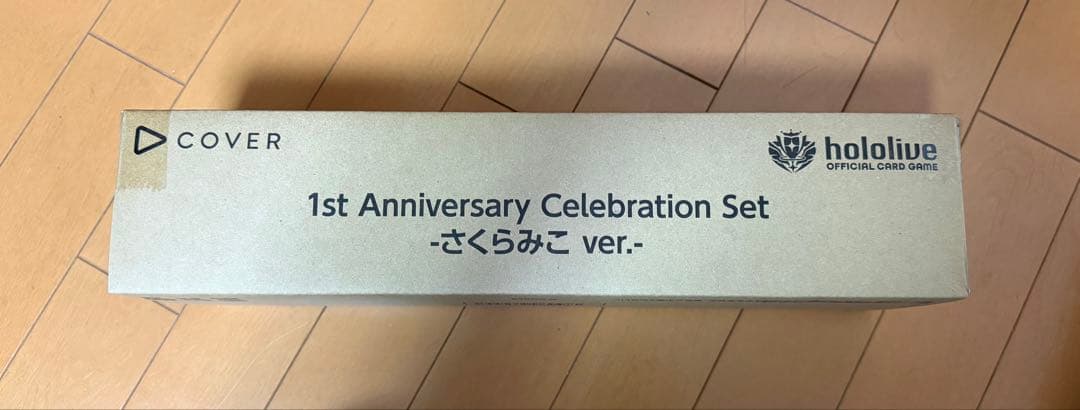 COVER
hololive
OFFICIAL CARD GAME
1st Anniversary Celebration Set
-さくらみこ ver.-